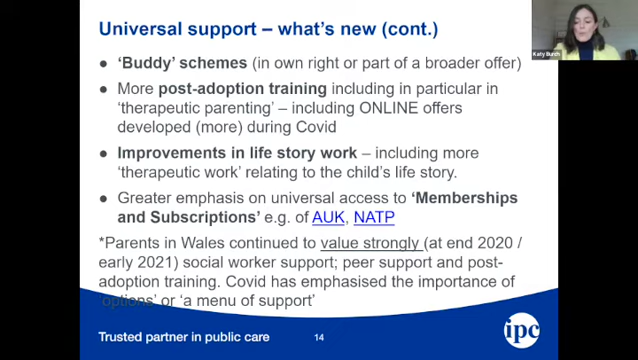 Universal support – what's new (cont.)
● 'Buddy' schemes (in own right or part of a broader offer)
● More post-adoption training including in particular in
'therapeutic parenting' – including ONLINE offers
developed (more) during Covid
● Improvements in life story work – including more
'therapeutic work' relating to the child's life story.
● Greater emphasis on universal access to 'Memberships
and Subscriptions' e.g. of AUK, NATP
*Parents in Wales continued to value strongly (at end 2020 /
early 2021) social worker support; peer support and post-
adoption training. Covid has emphasised the importance of
'options' or 'a menu of support'
Trusted partner in public care
14
ipc
Katy Burch